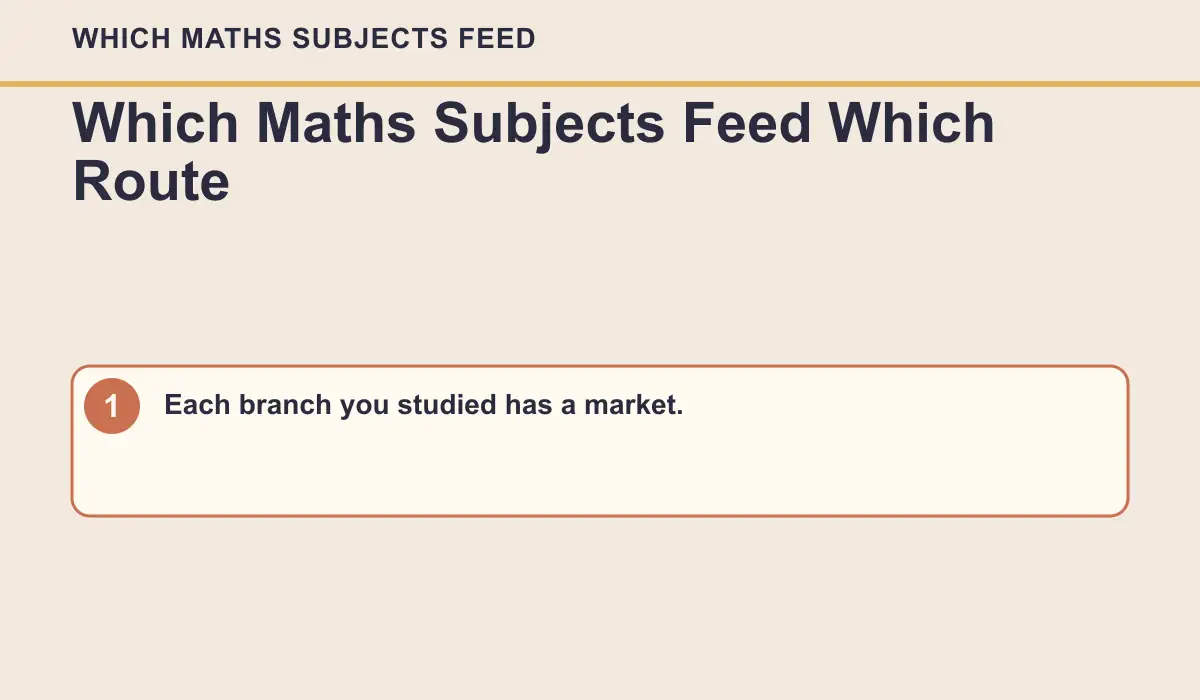 WHICH MATHS SUBJECTS FEED
Which Maths Subjects Feed Which
Route
1 Each branch you studied has a market.